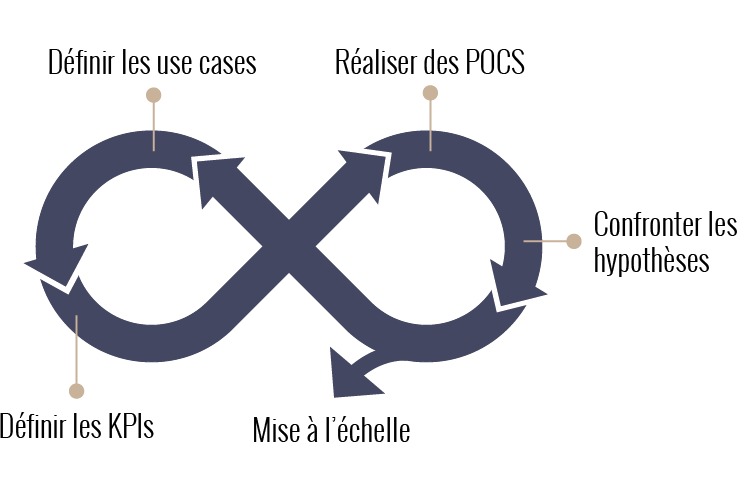 Définir les use cases
Réaliser des POCS
Confronter les
hypothèses
Définir les KPIs
Mise à l'échelle